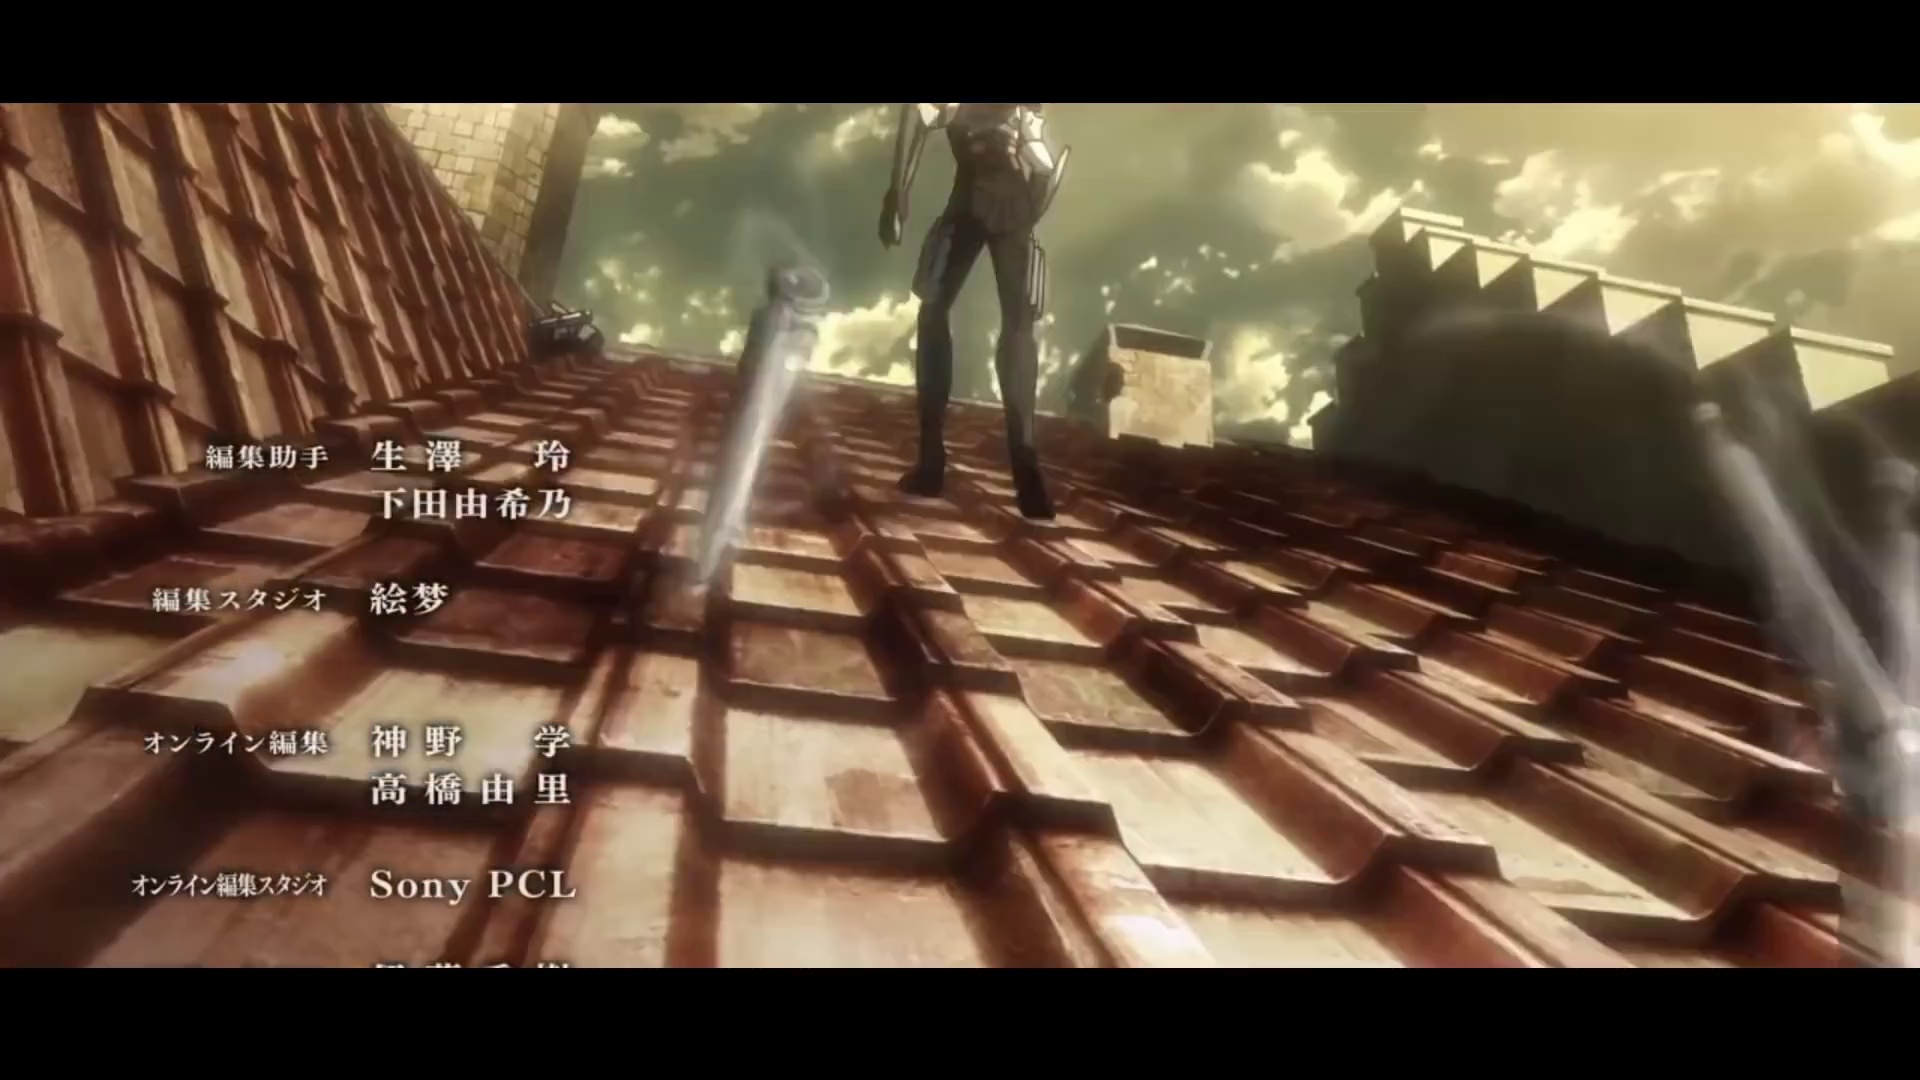 編集助手 生澤 玲
下田由希乃
編集スタジオ 絵梦
オンライン編集 神野 学
高橋由里
オンライン編集スタジオ Sony PCL